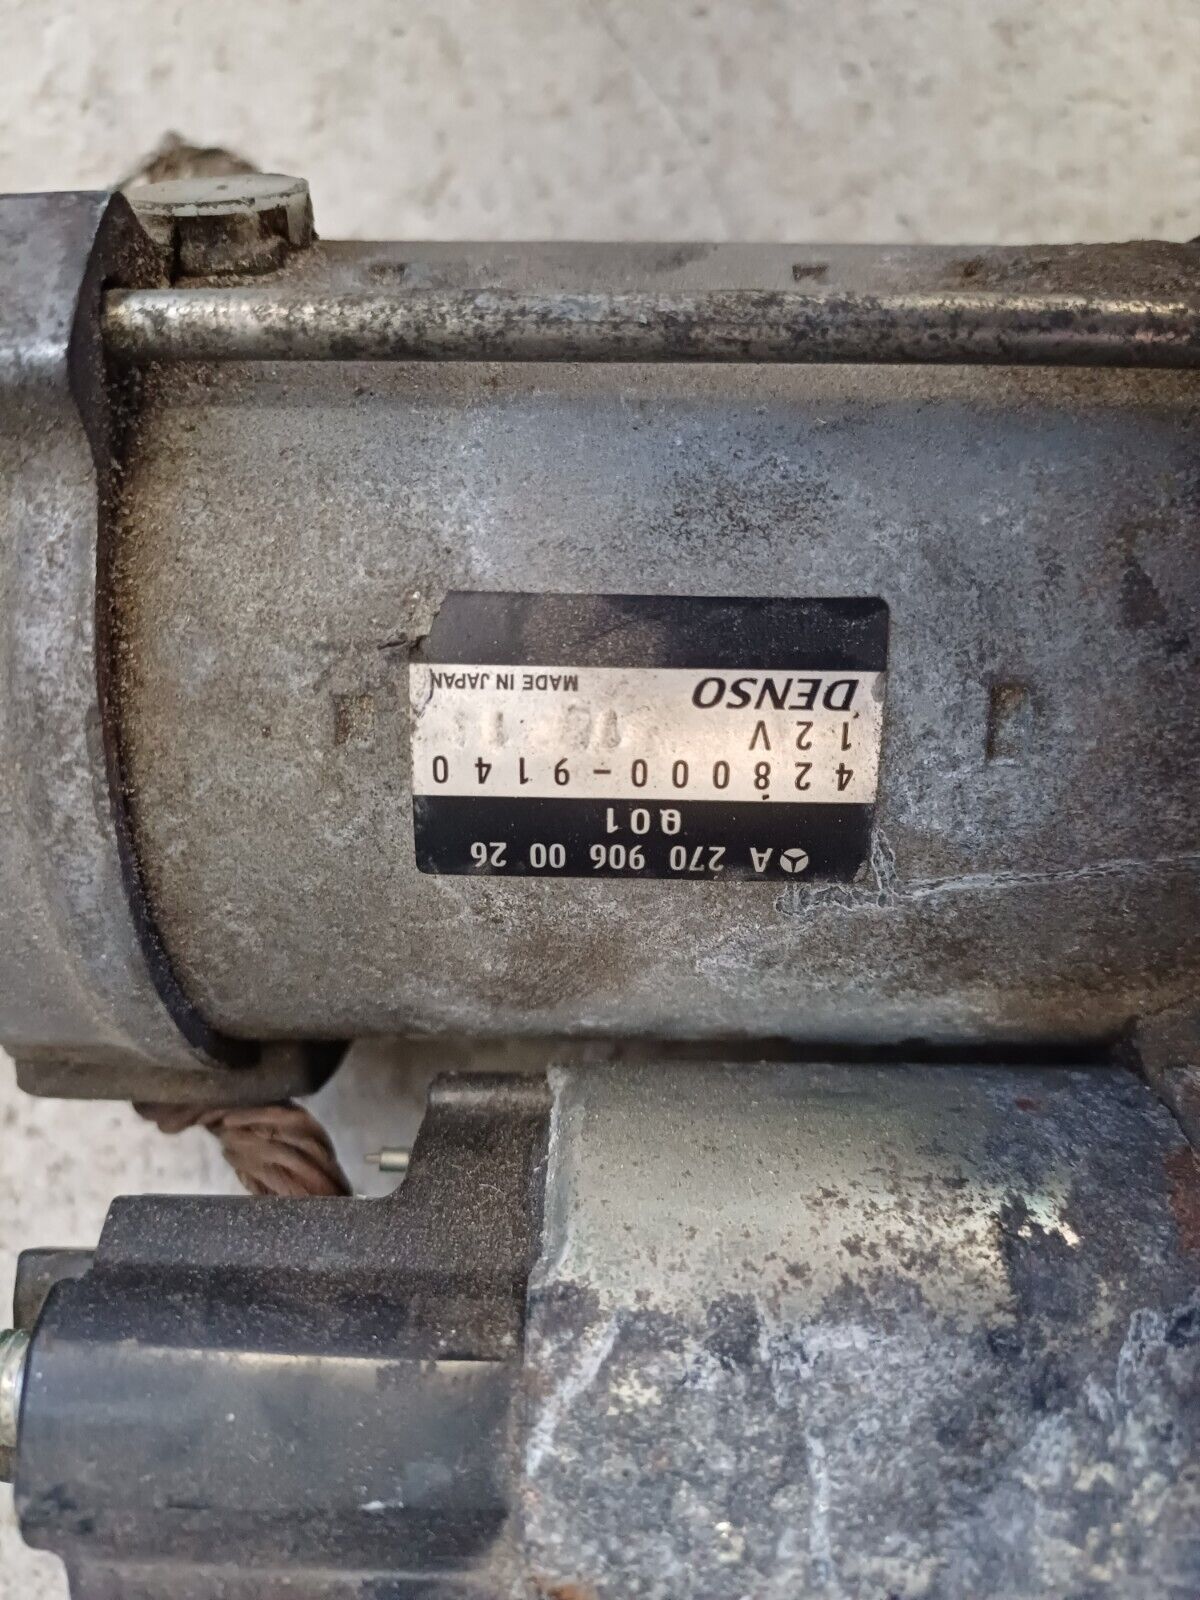 A 270 906 00 26
Q01
428000-9140
12V
DENSO MADE IN JAPAN